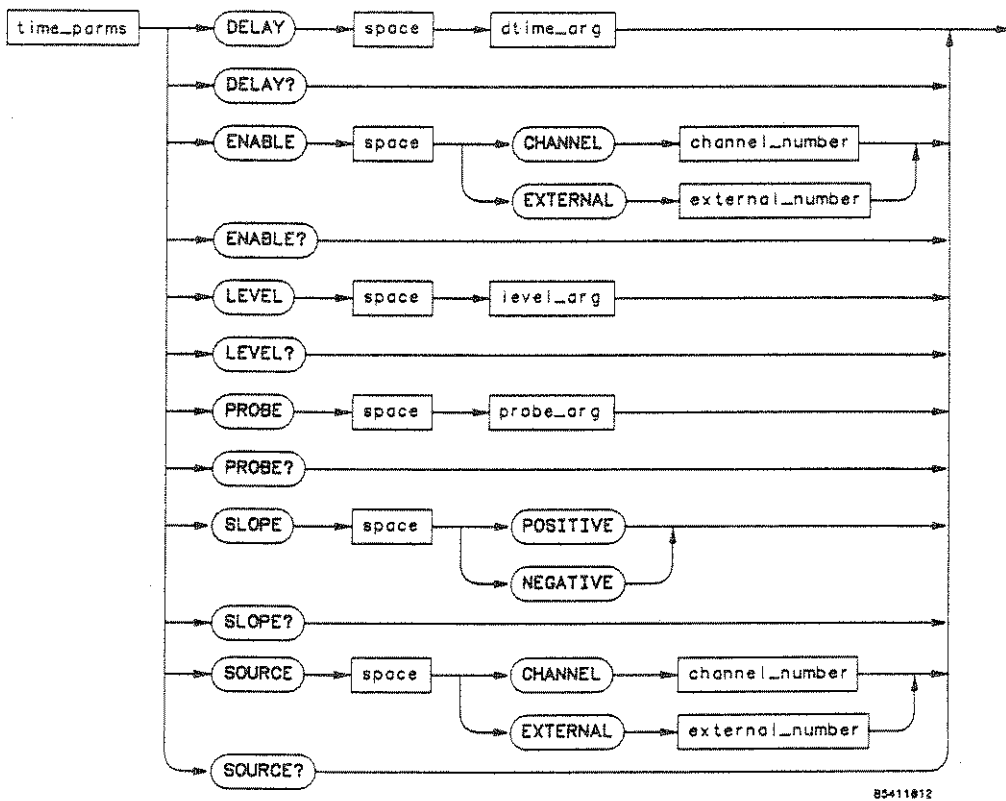 time_parms DELAY space dtime_arg
DELAY?
ENABLE space CHANNEL channel_number
EXTERNAL external_number
ENABLE?
LEVEL space level_arg
LEVEL?
PROBE space probe_arg
PROBE?
SLOPE space POSITIVE
NEGATIVE
SLOPE?
SOURCE space CHANNEL channel_number
EXTERNAL external_number
SOURCE?
85411812